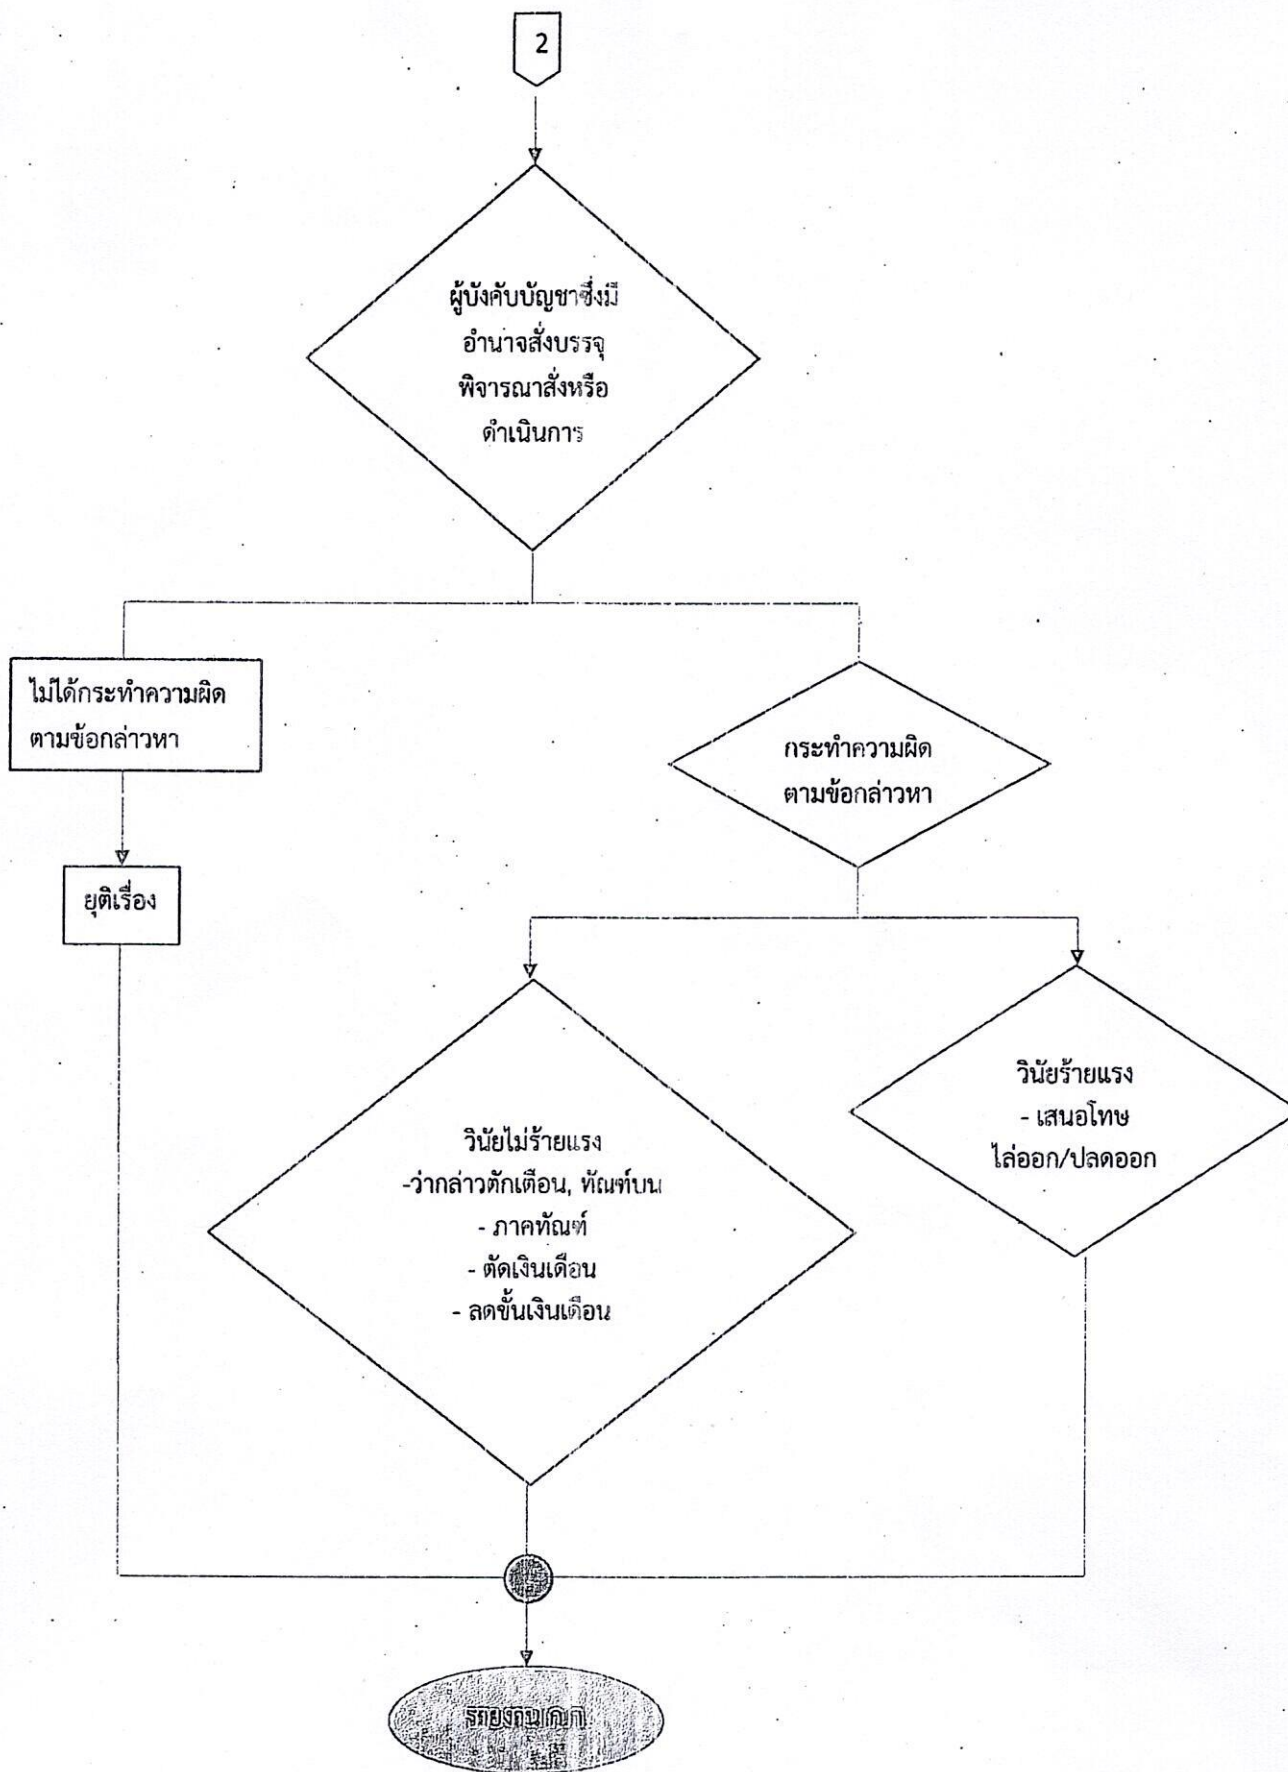 2
ผู้บังคับบัญชาซึ่งมี
อำนาจสั่งบรรจุ
พิจารณาสั่งหรือ
ดำเนินการ
ไม่ได้กระทำความผิด
ตามข้อกล่าวหา
กระทำความผิด
ตามข้อกล่าวหา
ยุติเรื่อง
วินัยร้ายแรง
- เสนอโทษ
ไล่ออก/ปลดออก
วินัยไม่ร้ายแรง
-ว่ากล่าวตักเตือน, ทัณฑ์บน
- ภาคทัณฑ์
- ตัดเงินเดือน
- ลดขั้นเงินเดือน
รายงาน